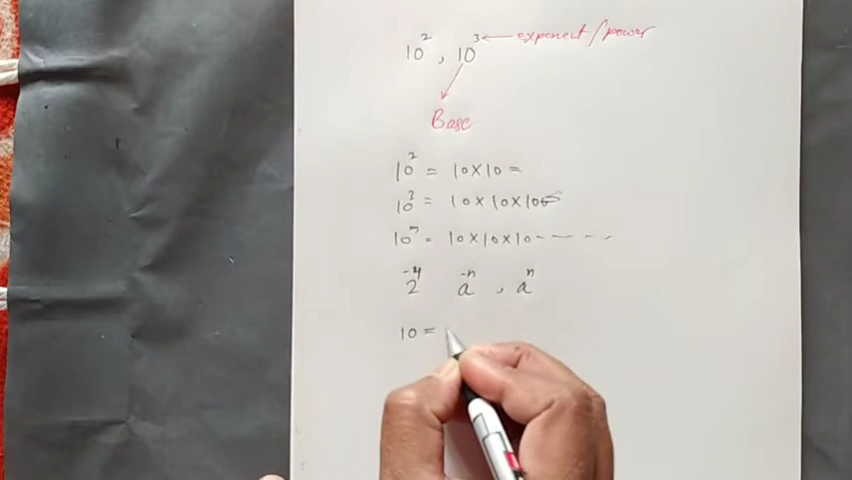 10², 10³ ← exponent/power
Base
10² = 10×10 =
10³ = 10×10×10
10ⁿ = 10×10×10- — — —
2⁻⁴ a⁻ⁿ , aⁿ
10 =